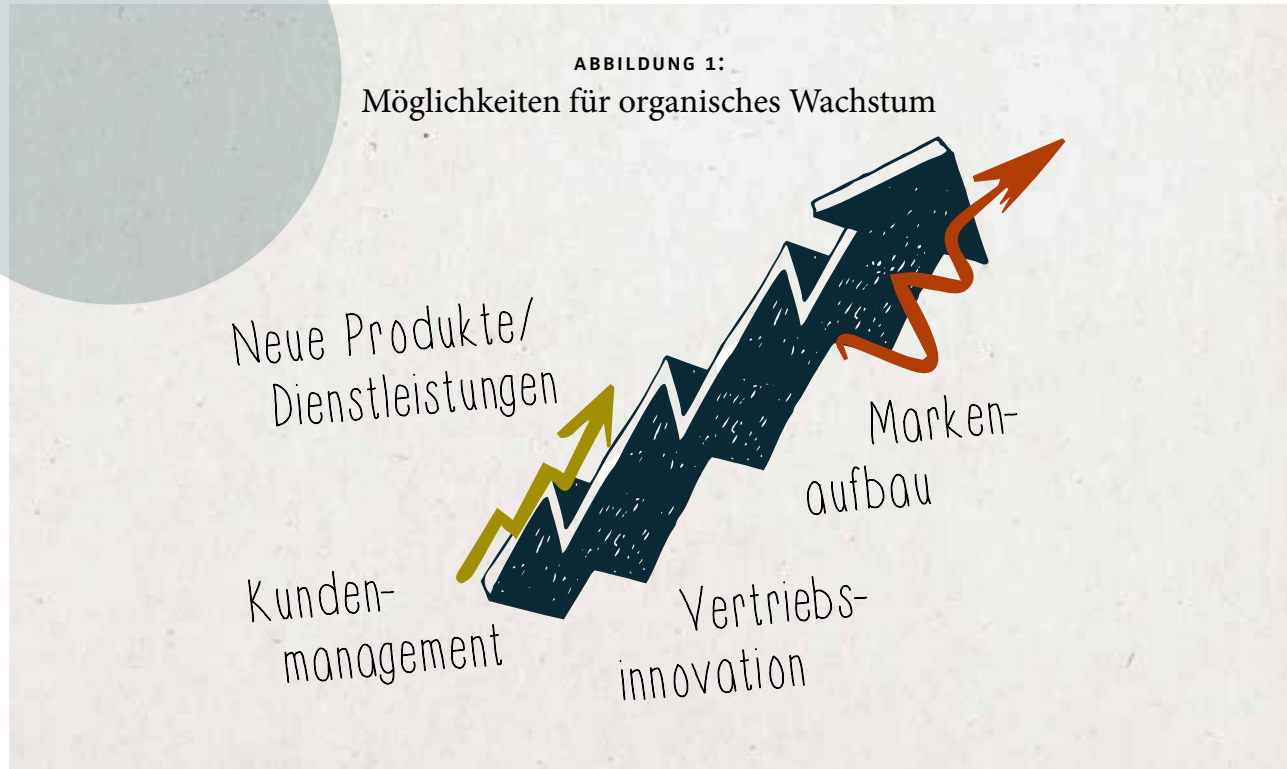 ABBILDUNG 1:
Möglichkeiten für organisches Wachstum
Neue Produkte/
Dienstleistungen
Marken-
aufbau
Kunden-
management
Vertriebs-
innovation